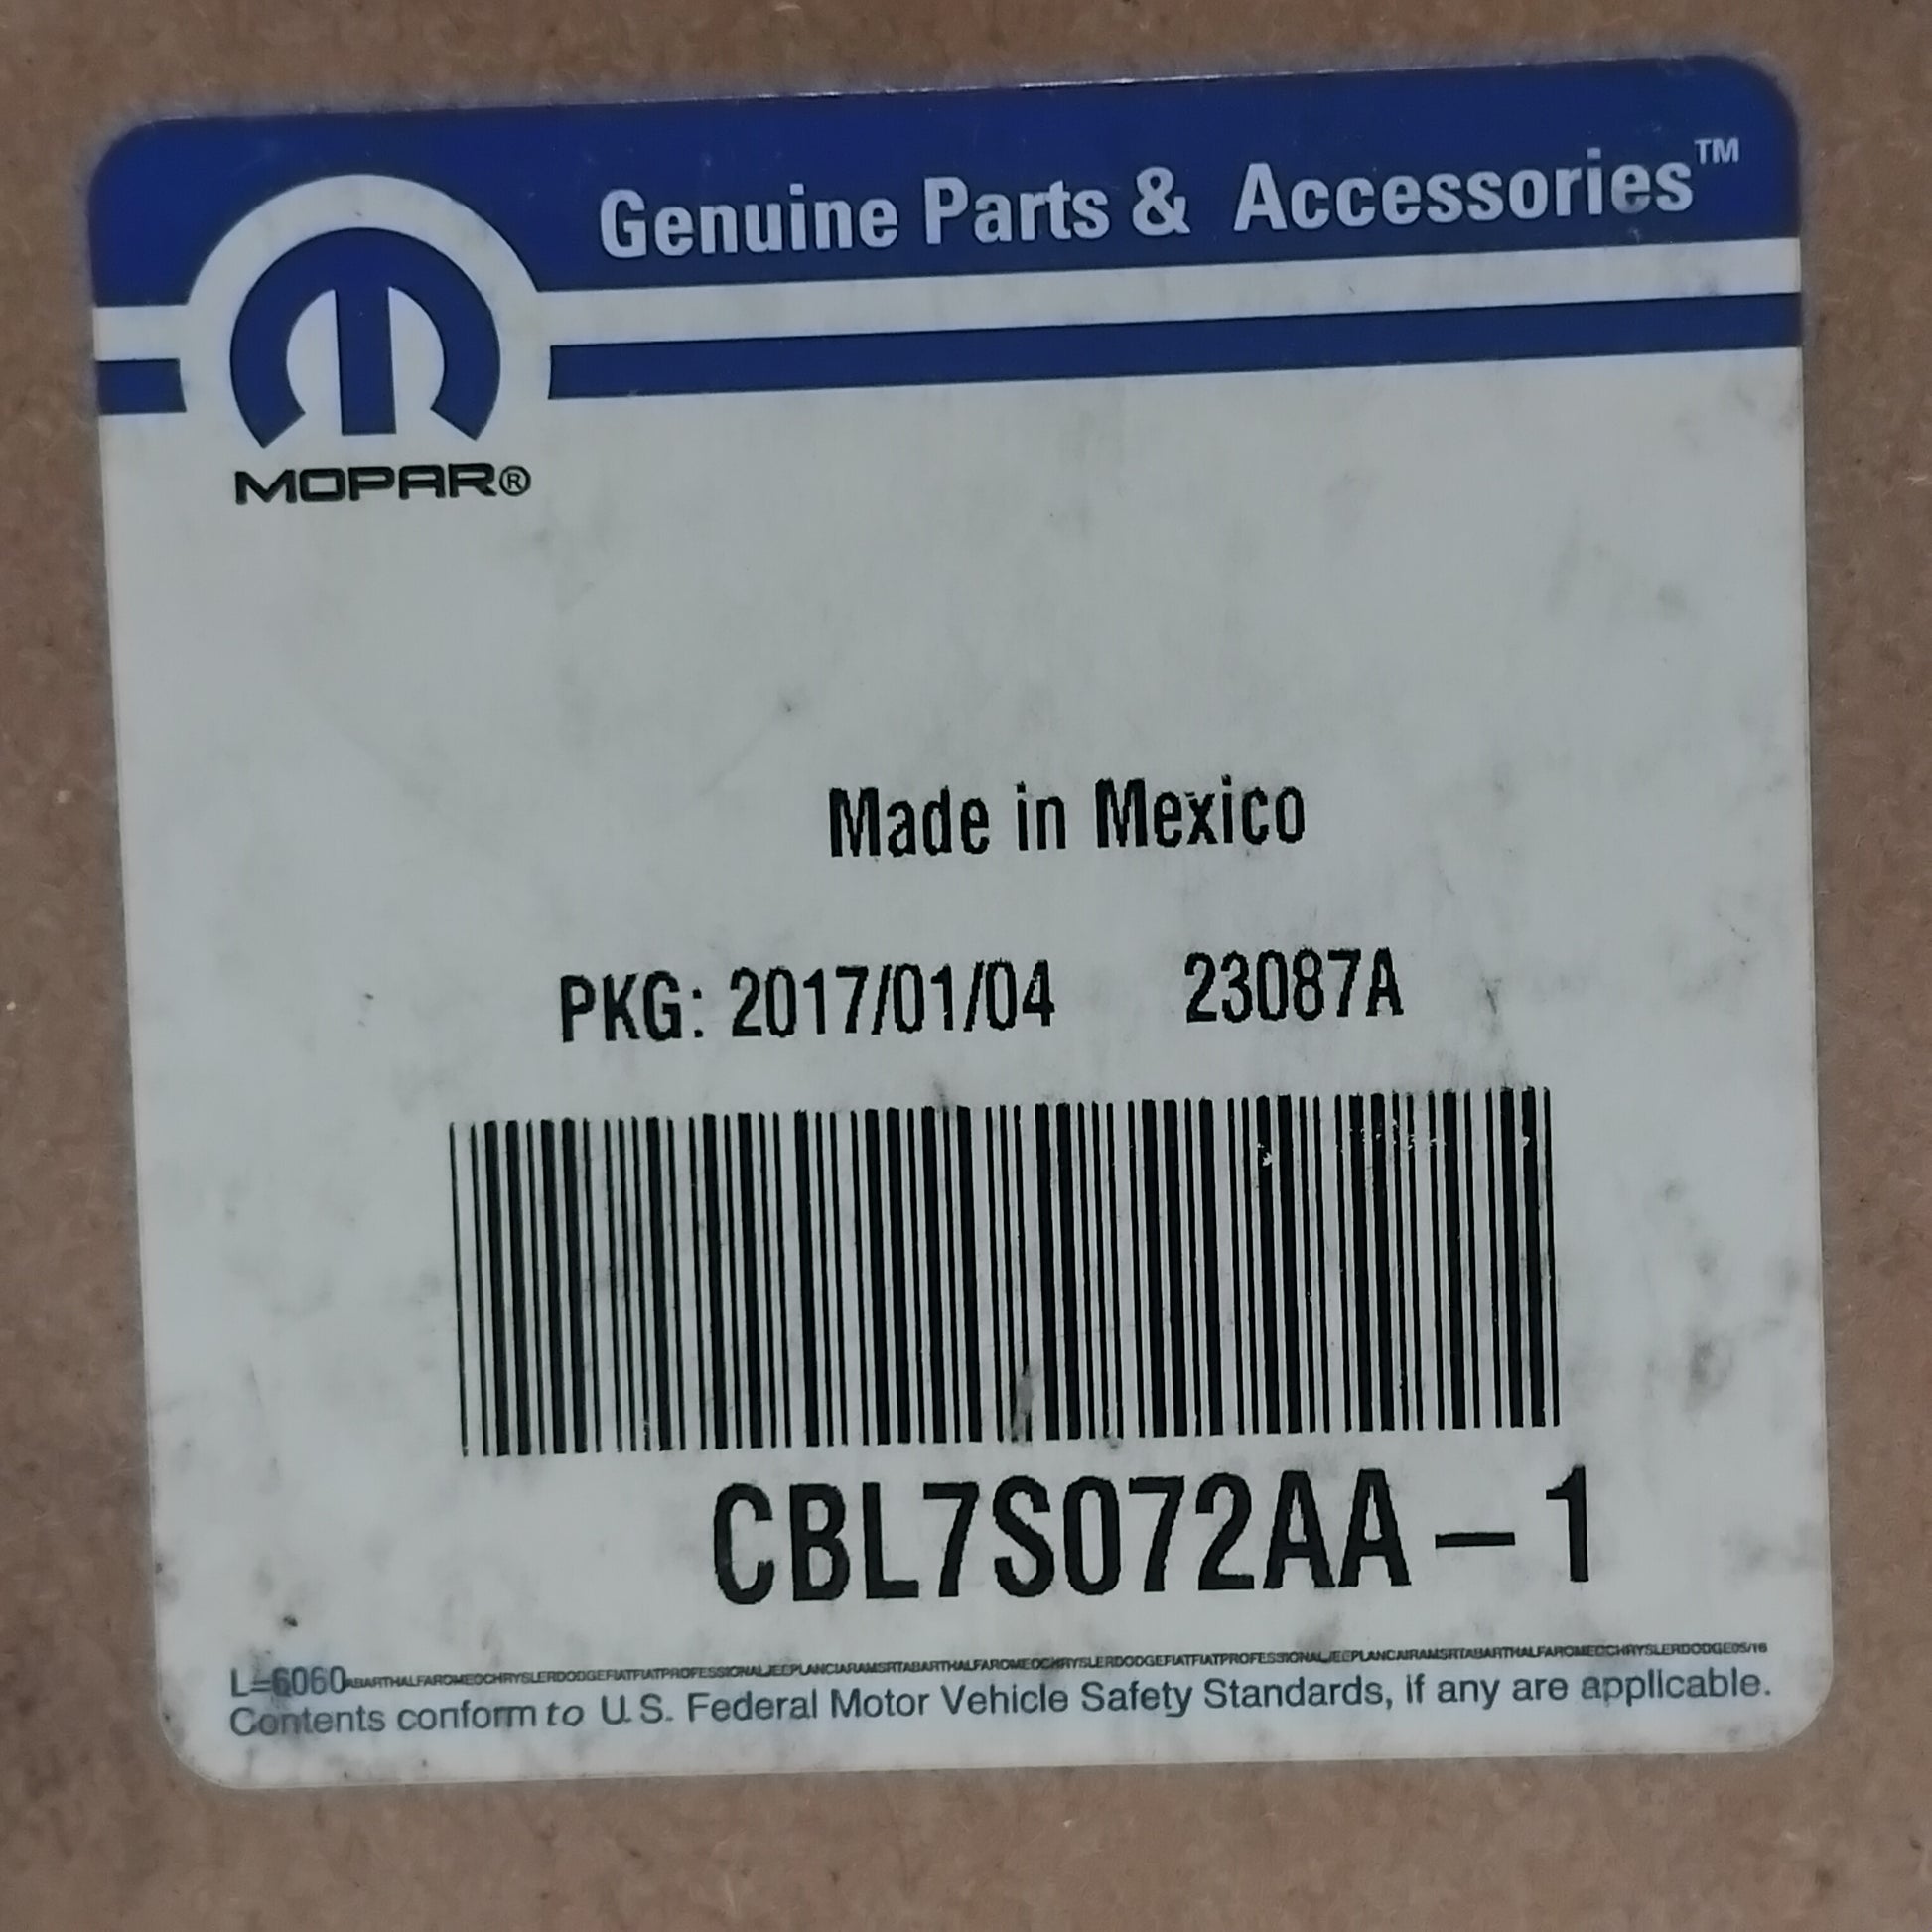 Genuine Parts & Accessories™
MOPAR®
Made in Mexico
PKG: 2017/01/04 23087A
CBL7S072AA-1
L-6060
Contents conform to U.S. Federal Motor Vehicle Safety Standards, if any are applicable.